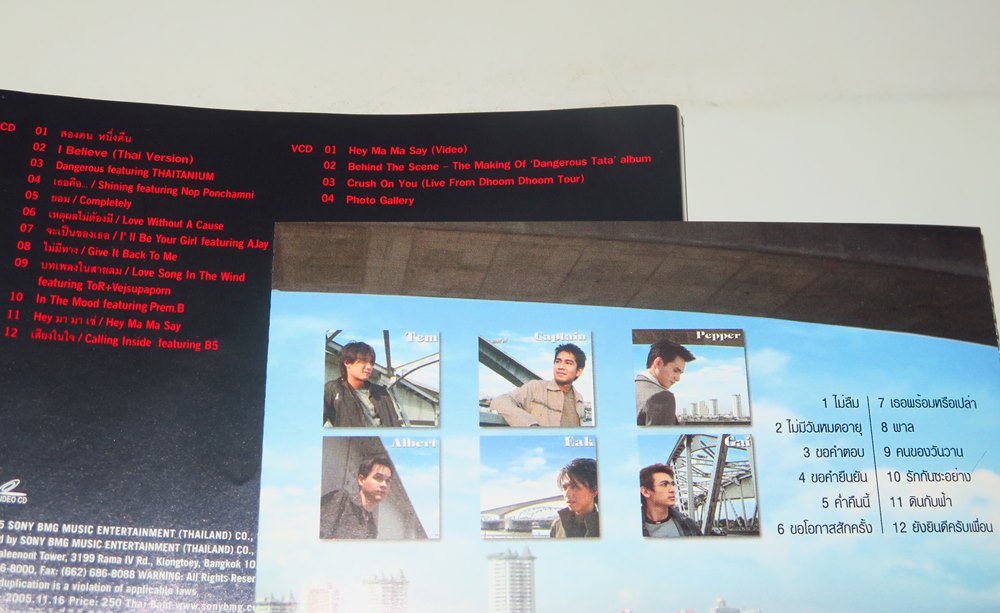 CD
01 สองคน หนึ่งคืน
02 I Believe (Thai Version)
03 Dangerous featuring THAITANIUM
04 เธอคือ... / Shining featuring Nop Ponchamni
05 ยอม / Completely
06 เหตุผลไม่ต้องมี / Love Without A Cause
07 จะเป็นของเธอ / I' ll Be Your Girl featuring AJay
08 ไม่มีทาง / Give It Back To Me
09 บทเพลงในสายลม / Love Song In The Wind
featuring ToR+Vejsupaporn
10 In The Mood featuring Prem.B
11 Hey มา มา เซ่ / Hey Ma Ma Say
12 เสียงในใจ / Calling Inside featuring B5
VCD 01 Hey Ma Ma Say (Video)
02 Behind The Scene – The Making Of 'Dangerous Tata' album
03 Crush On You (Live From Dhoom Dhoom Tour)
04 Photo Gallery
VIDEO CD
5 SONY BMG MUSIC ENTERTAINMENT (THAILAND) CO.,
d by SONY BMG MUSIC ENTERTAINMENT (THAILAND) CO.,
aleenont Tower, 3199 Rama IV Rd., Klongtoey, Bangkok 10
6-8000, Fax: (662) 686-8088 WARNING: All Rights Reser
duplication is a violation of applicable laws.
2005.11.16 Price: 250 Thai Baht www.sonybmg
Tem
Captain
Pepper
Albert
Eak
Gai
1 ไม่ลืม
2 ไม่มีวันหมดอายุ
3 ขอคำตอบ
4 ขอคำยืนยัน
5 ค่ำคืนนี้
6 ขอโอกาสสักครั้ง
7 เธอพร้อมหรือเปล่า
8 พาล
9 คนของวันวาน
10 รักกันซะอย่าง
11 ดินกับฟ้า
12 ยังยินดีครับเพื่อน